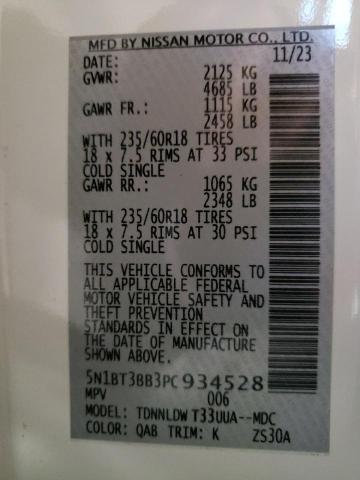 MFD BY NISSAN MOTOR CO., LTD.
DATE: 11/23
GVWR: 2125 KG
4685 LB
GAWR FR.: 1115 KG
2458 LB
WITH 235/60R18 TIRES
18 x 7.5 RIMS AT 33 PSI
COLD SINGLE
GAWR RR.: 1065 KG
2348 LB
WITH 235/60R18 TIRES
18 x 7.5 RIMS AT 30 PSI
COLD SINGLE
THIS VEHICLE CONFORMS TO
ALL APPLICABLE FEDERAL
MOTOR VEHICLE SAFETY AND
THEFT PREVENTION
STANDARDS IN EFFECT ON
THE DATE OF MANUFACTURE
SHOWN ABOVE.
5N1BT3BB3PC934528
MPV 006
MODEL: TDNNLDW T33UUA--MDC
COLOR: QAB TRIM: K ZS30A